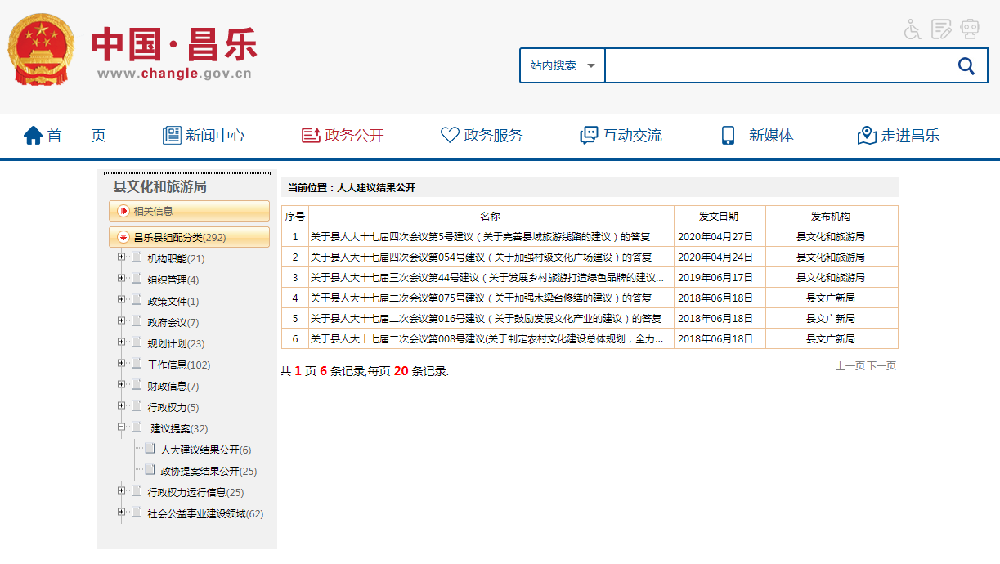 中国·昌乐
www.changle.gov.cn
站内搜索
首 页 新闻中心 政务公开 政务服务 互动交流 新媒体 走进昌乐
县文化和旅游局
相关信息
昌乐县组配分类(292)
机构职能(21)
组织管理(4)
政策文件(1)
政府会议(7)
规划计划(23)
工作信息(102)
财政信息(7)
行政权力(5)
建议提案(32)
人大建议结果公开(6)
政协提案结果公开(25)
行政权力运行信息(25)
社会公益事业建设领域(62)
当前位置：人大建议结果公开
序号 名称 发文日期 发布机构
1 关于县人大十七届四次会议第5号建议（关于完善县域旅游线路的建议）的答复 2020年04月27日 县文化和旅游局
2 关于县人大十七届四次会议第054号建议（关于加强村级文化广场建设）的答复 2020年04月24日 县文化和旅游局
3 关于县人大十七届三次会议第44号建议（关于发展乡村旅游打造绿色品牌的建议... 2019年06月17日 县文化和旅游局
4 关于县人大十七届二次会议第075号建议（关于加强木梁台修缮的建议）的答复 2018年06月18日 县文广新局
5 关于县人大十七届二次会议第016号建议（关于鼓励发展文化产业的建议）的答复 2018年06月18日 县文广新局
6 关于县人大十七届二次会议第008号建议(关于制定农村文化建设总体规划，全力... 2018年06月18日 县文广新局
共 1 页 6 条记录,每页 20 条记录.
上一页 下一页